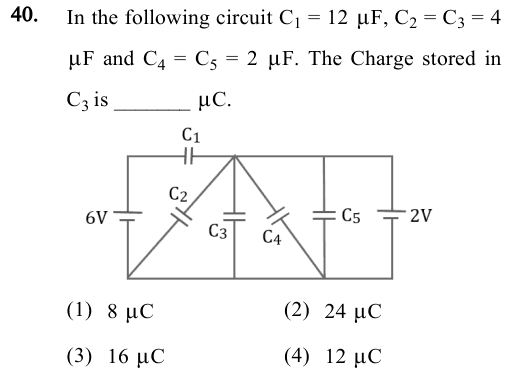 40. In the following circuit C₁ = 12 μF, C₂ = C₃ = 4
μF and C₄ = C₅ = 2 μF. The Charge stored in
C₃ is ________ μC.
C₁
C₂
6V
C₃
C₄
C₅
2V
(1) 8 μC
(2) 24 μC
(3) 16 μC
(4) 12 μC